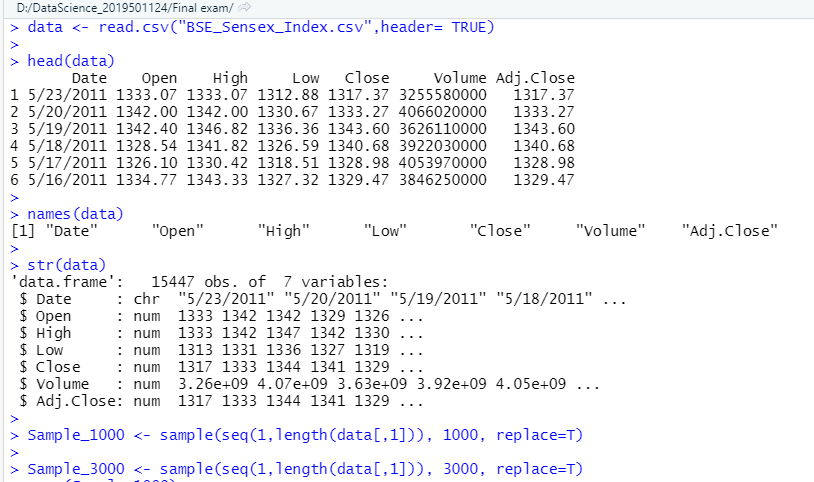 D:/DataScience_2019501124/Final exam/
> data <- read.csv("BSE_Sensex_Index.csv",header= TRUE)
>
> head(data)
Date Open High Low Close Volume Adj.Close
1 5/23/2011 1333.07 1333.07 1312.88 1317.37 3255580000 1317.37
2 5/20/2011 1342.00 1342.00 1330.67 1333.27 4066020000 1333.27
3 5/19/2011 1342.40 1346.82 1336.36 1343.60 3626110000 1343.60
4 5/18/2011 1328.54 1341.82 1326.59 1340.68 3922030000 1340.68
5 5/17/2011 1326.10 1330.42 1318.51 1328.98 4053970000 1328.98
6 5/16/2011 1334.77 1343.33 1327.32 1329.47 3846250000 1329.47
>
> names(data)
[1] "Date" "Open" "High" "Low" "Close" "Volume" "Adj.Close"
>
> str(data)
'data.frame': 15447 obs. of 7 variables:
$ Date : chr "5/23/2011" "5/20/2011" "5/19/2011" "5/18/2011" ...
$ Open : num 1333 1342 1342 1329 1326 ...
$ High : num 1333 1342 1347 1342 1330 ...
$ Low : num 1313 1331 1336 1327 1319 ...
$ Close : num 1317 1333 1344 1341 1329 ...
$ Volume : num 3.26e+09 4.07e+09 3.63e+09 3.92e+09 4.05e+09 ...
$ Adj.Close: num 1317 1333 1344 1341 1329 ...
>
> Sample_1000 <- sample(seq(1,length(data[,1])), 1000, replace=T)
>
> Sample_3000 <- sample(seq(1,length(data[,1])), 3000, replace=T)